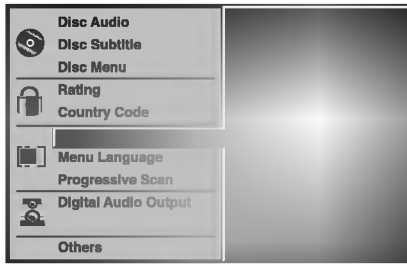 Disc Audio
Disc Subtitle
Disc Menu
Rating
Country Code
Menu Language
Progressive Scan
Digital Audio Output
Others